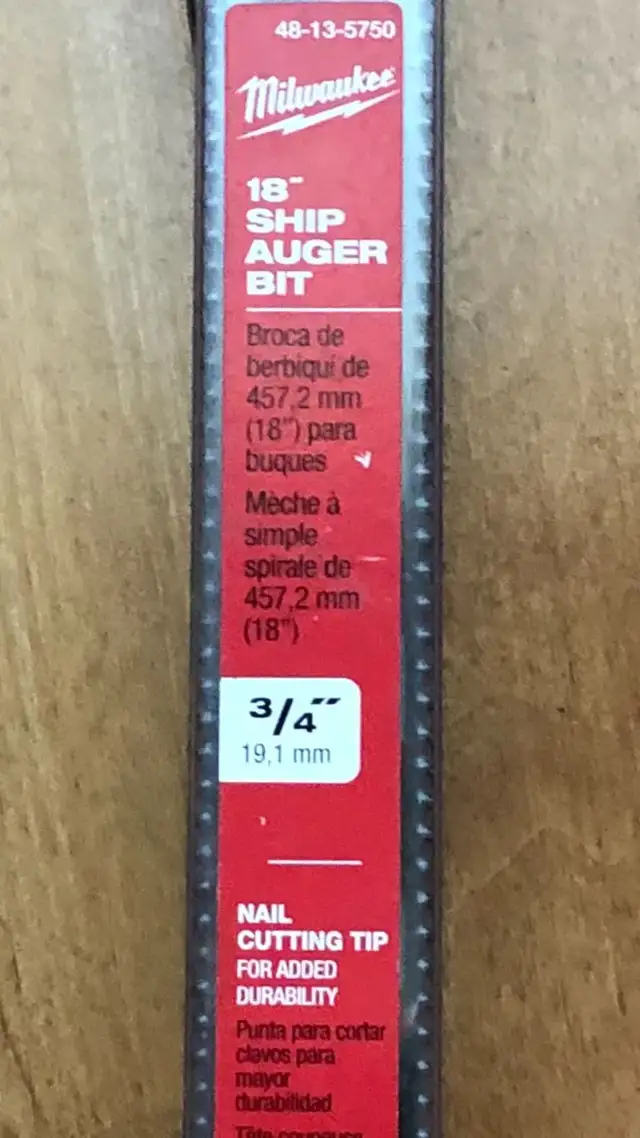 48-13-5750
Milwaukee
18"
SHIP
AUGER
BIT
Broca de
berbiquí de
457,2 mm
(18") para
buques
Mèche à
simple
spirale de
457,2 mm
(18")
3/4"
19,1 mm
NAIL
CUTTING TIP
FOR ADDED
DURABILITY
Punta para cortar
clavos para
mayor
durabilidad